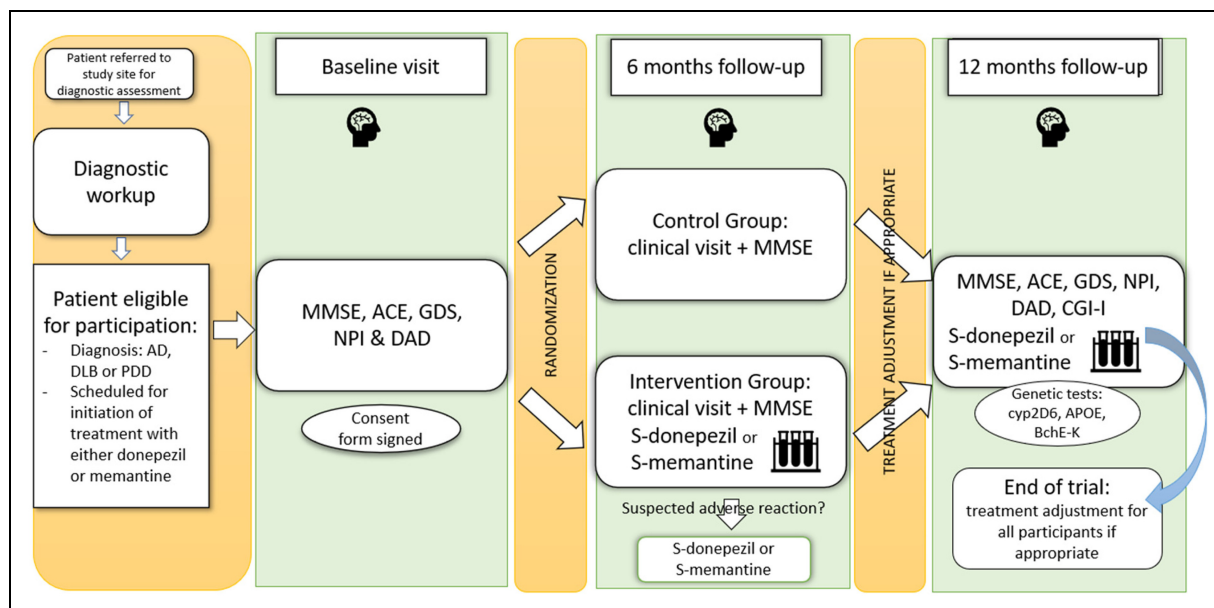 Patient referred to
study site for
diagnostic assessment
Diagnostic
workup
Patient eligible
for participation:
- Diagnosis: AD,
DLB or PDD
- Scheduled for
initiation of
treatment with
either donepezil
or memantine
Baseline visit
MMSE, ACE, GDS,
NPI & DAD
Consent
form signed
RANDOMIZATION
6 months follow-up
Control Group:
clinical visit + MMSE
Intervention Group:
clinical visit + MMSE
S-donepezil or
S-memantine
Suspected adverse reaction?
S-donepezil or
S-memantine
TREATMENT ADJUSTMENT IF APPROPRIATE
12 months follow-up
MMSE, ACE, GDS, NPI,
DAD, CGI-I
S-donepezil or
S-memantine
Genetic tests:
cyp2D6, APOE,
BchE-K
End of trial:
treatment adjustment for
all participants if
appropriate